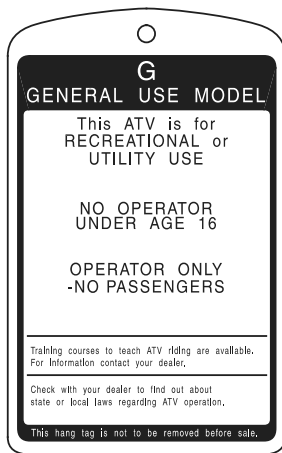 G
GENERAL USE MODEL
This ATV is for
RECREATIONAL or
UTILITY USE
NO OPERATOR
UNDER AGE 16
OPERATOR ONLY
-NO PASSENGERS
Training courses to teach ATV riding are available.
For information contact your dealer.
Check with your dealer to find out about
state or local laws regarding ATV operation.
This hang tag is not to be removed before sale.